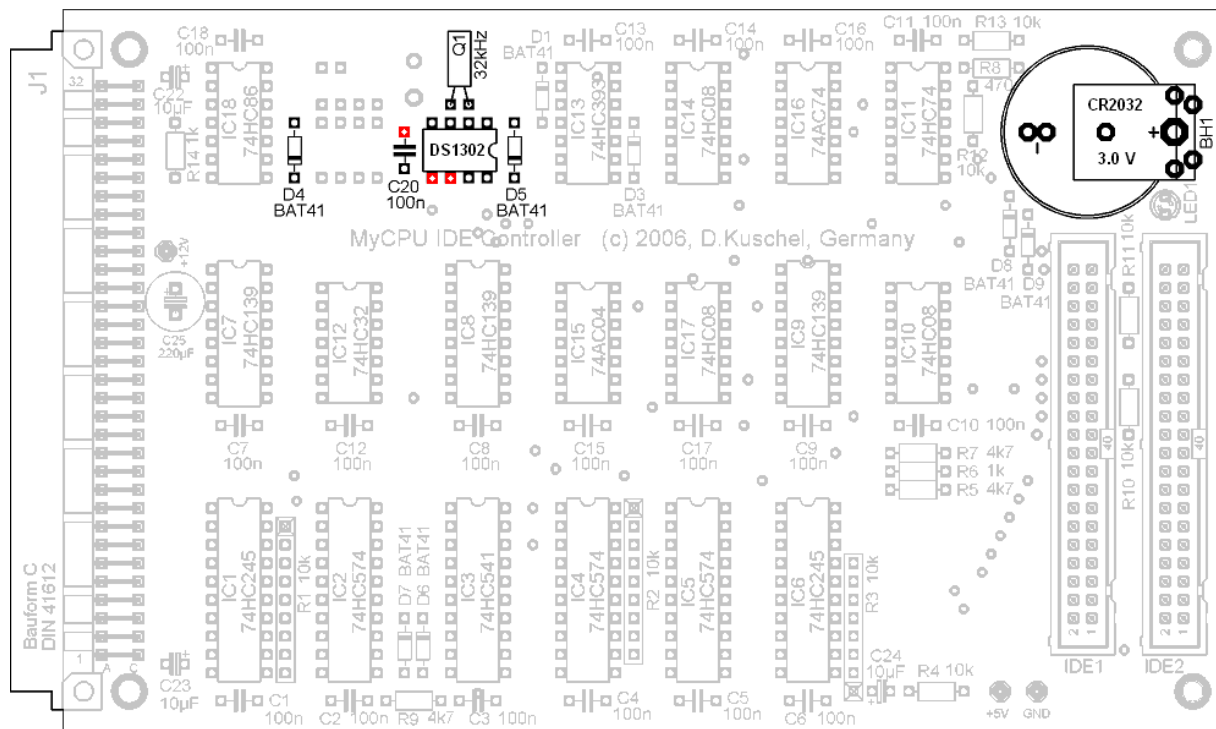 J1
32
C18
100n
C22
10µF
R14 1k
IC18
74HC86
D4
BAT41
Q1
32kHz
C20
100n
DS1302
D5
BAT41
D1
BAT41
C13
100n
IC13
74HC393
D3
BAT41
C14
100n
IC14
74HC08
C16
100n
IC16
74AC74
C11 100n
IC11
74HC74
R13 10k
R8
470
R12
10k
CR2032
+
-
3.0 V
BH1
LED1
MyCPU IDE Controller (c) 2006, D.Kuschel, Germany
+12V
+
C25
220µF
IC7
74HC139
C7
100n
IC12
74HC32
C12
100n
IC8
74HC139
C8
100n
IC15
74AC04
C15
100n
IC17
74HC08
C17
100n
IC9
74HC139
C9
100n
IC10
74HC08
C10 100n
R7 4k7
R6 1k
R5 4k7
D8
BAT41
D9
BAT41
R11 10k
R10 10k
40
40
Bauform C
DIN 41612
1
A
C
C23
10µF
IC1
74HC245
R1 10k
C1
100n
IC2
74HC574
C2 100n
D7 BAT41
D6 BAT41
R9 4k7
IC3
74HC541
C3 100n
IC4
74HC574
R2 10k
C4
100n
IC5
74HC574
C5
100n
IC6
74HC245
R3 10k
C6 100n
C24
10µF
+
R4 10k
+5V
GND
2
1
IDE1
2
1
IDE2